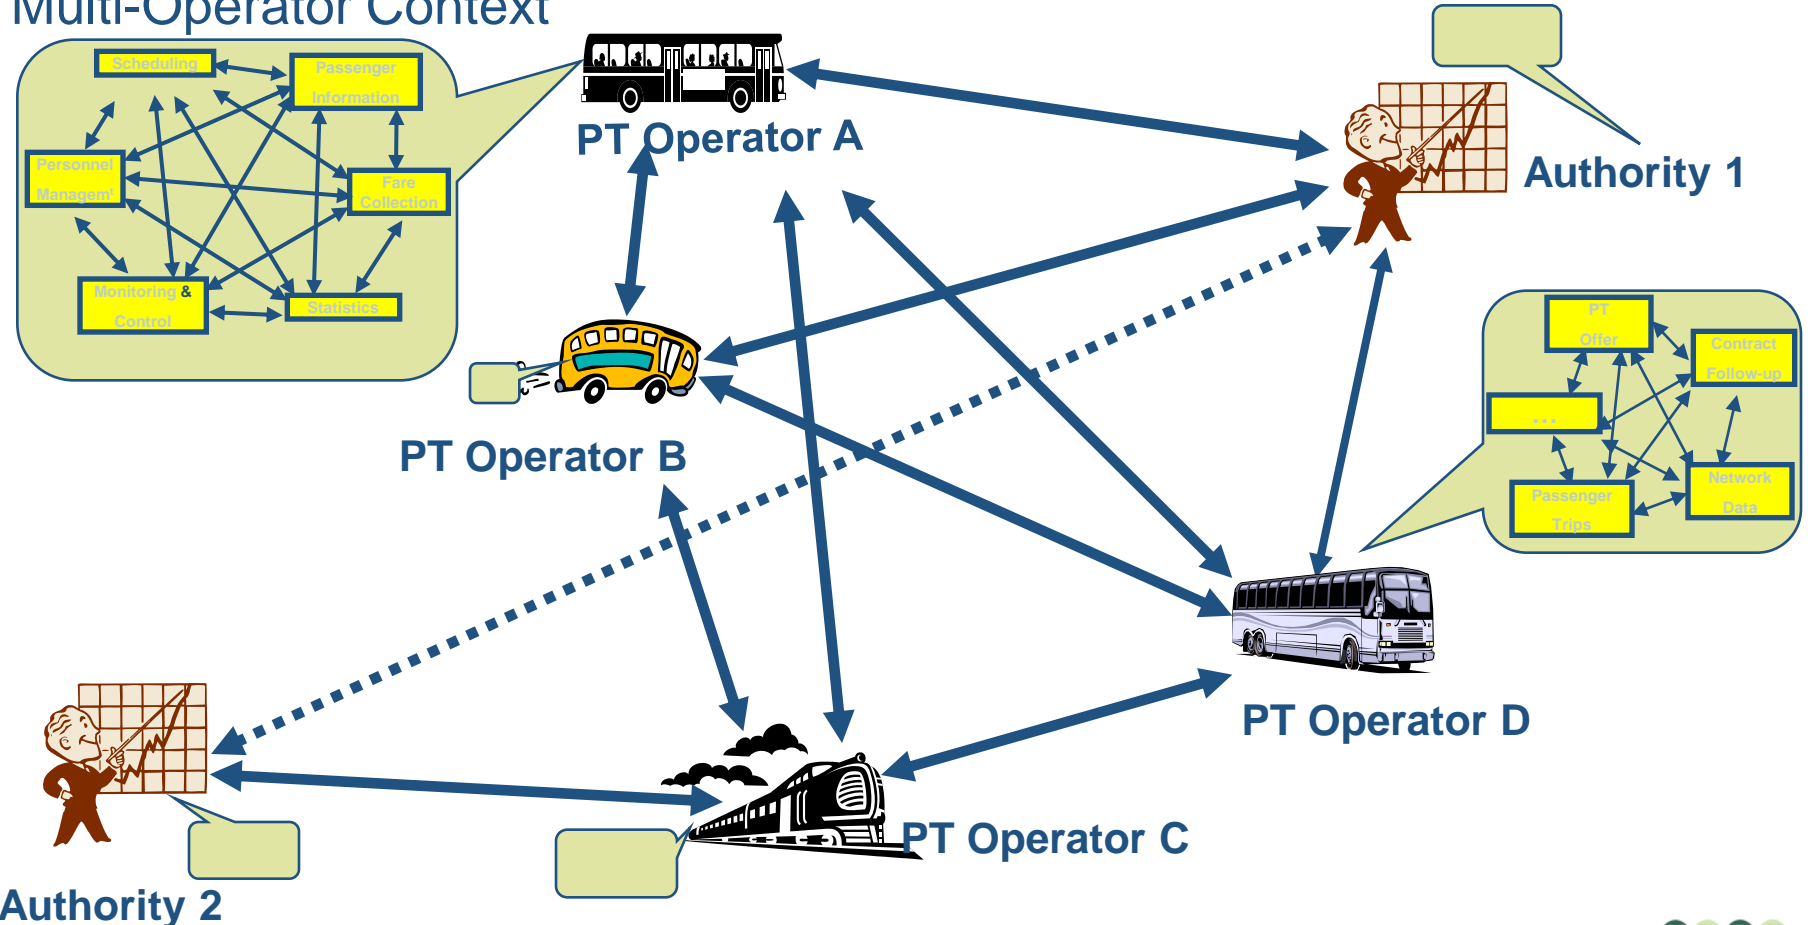 Multi-Operator Context
Scheduling
Passenger
Information
Personnel
Managemᵗ
Fare
Collection
Monitoring &
Control
Statistics
PT Operator A
Authority 1
PT
Offer
Contract
Follow-up
...
Passenger
Trips
Network
Data
PT Operator B
PT Operator D
PT Operator C
Authority 2